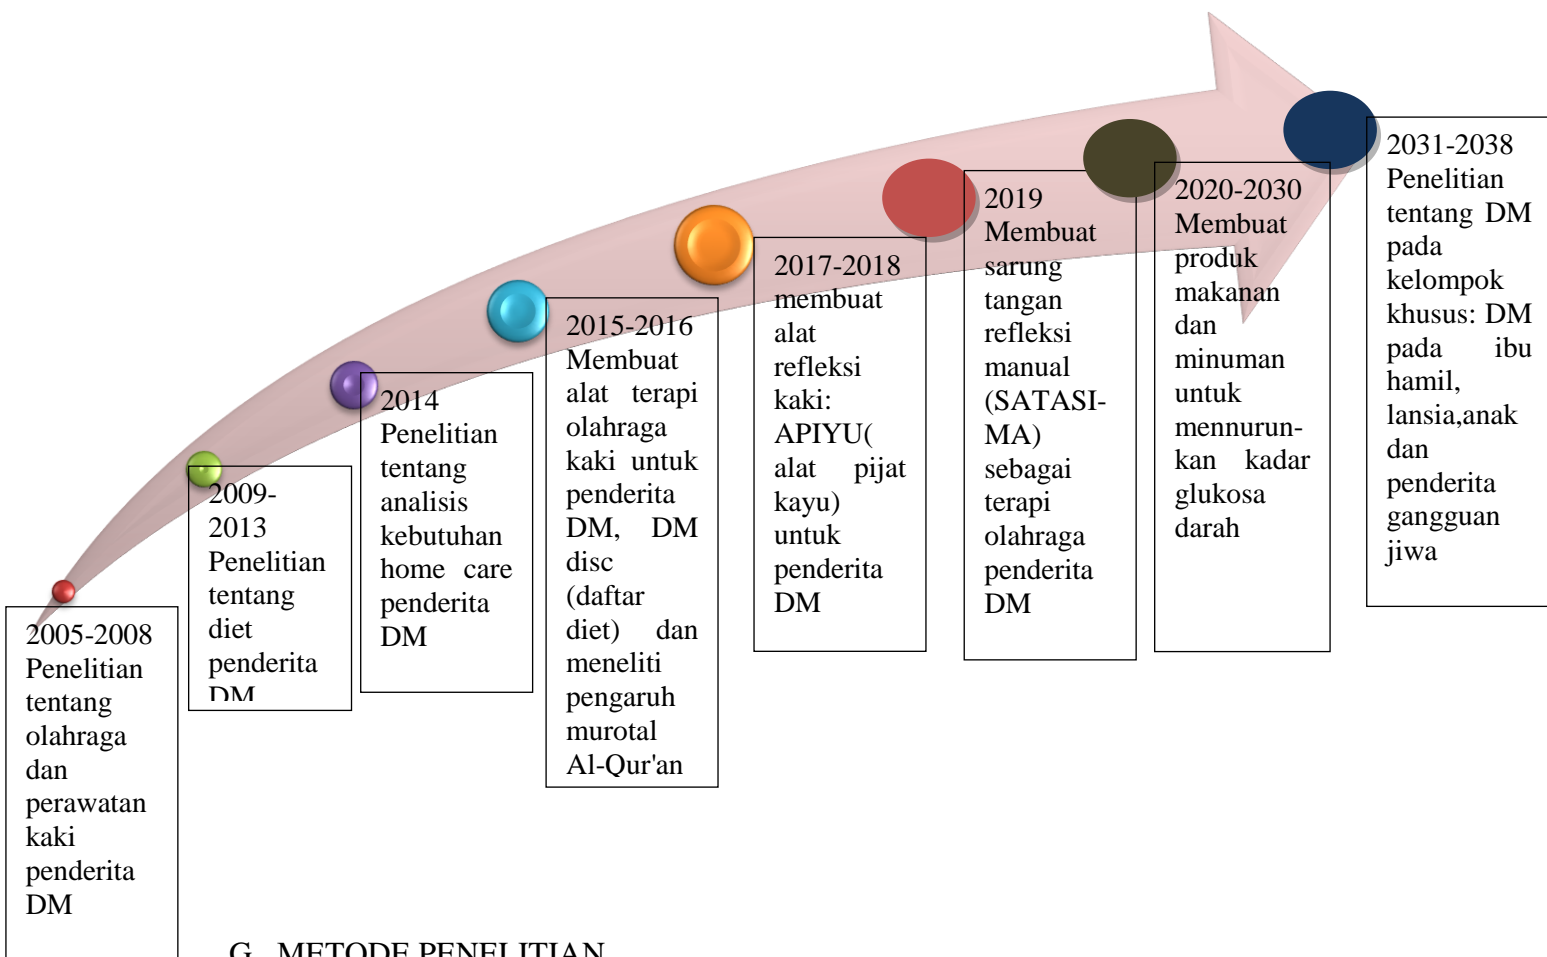 2005-2008
Penelitian
tentang
olahraga
dan
perawatan
kaki
penderita
DM
2009-
2013
Penelitian
tentang
diet
penderita
DM
2014
Penelitian
tentang
analisis
kebutuhan
home care
penderita
DM
2015-2016
Membuat
alat terapi
olahraga
kaki untuk
penderita
DM, DM
disc
(daftar
diet) dan
meneliti
pengaruh
murotal
Al-Qur'an
2017-2018
membuat
alat
refleksi
kaki:
APIYU(
alat pijat
kayu)
untuk
penderita
DM
2019
Membuat
sarung
tangan
refleksi
manual
(SATASI-
MA)
sebagai
terapi
olahraga
penderita
DM
2020-2030
Membuat
produk
makanan
dan
minuman
untuk
mennurun-
kan kadar
glukosa
darah
2031-2038
Penelitian
tentang DM
pada
kelompok
khusus: DM
pada ibu
hamil,
lansia,anak
dan
penderita
gangguan
jiwa
G. METODE PENELITIAN